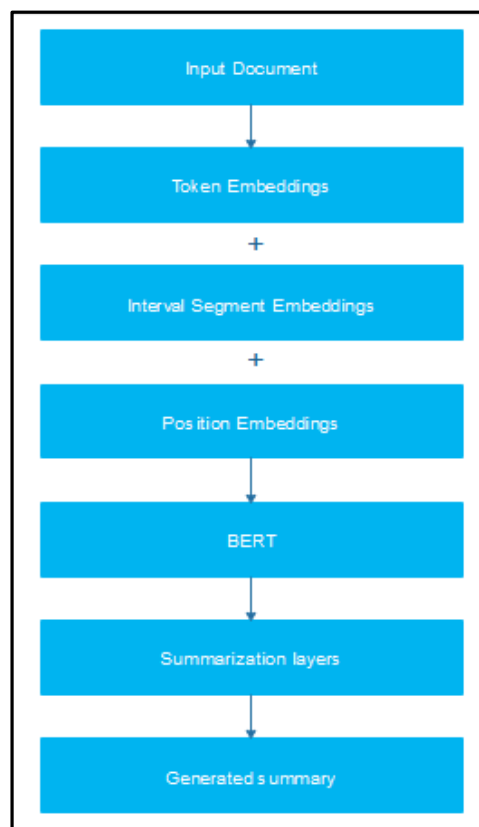 Input Document
Token Embeddings
+
Interval Segment Embeddings
+
Position Embeddings
BERT
Summarization layers
Generated summary